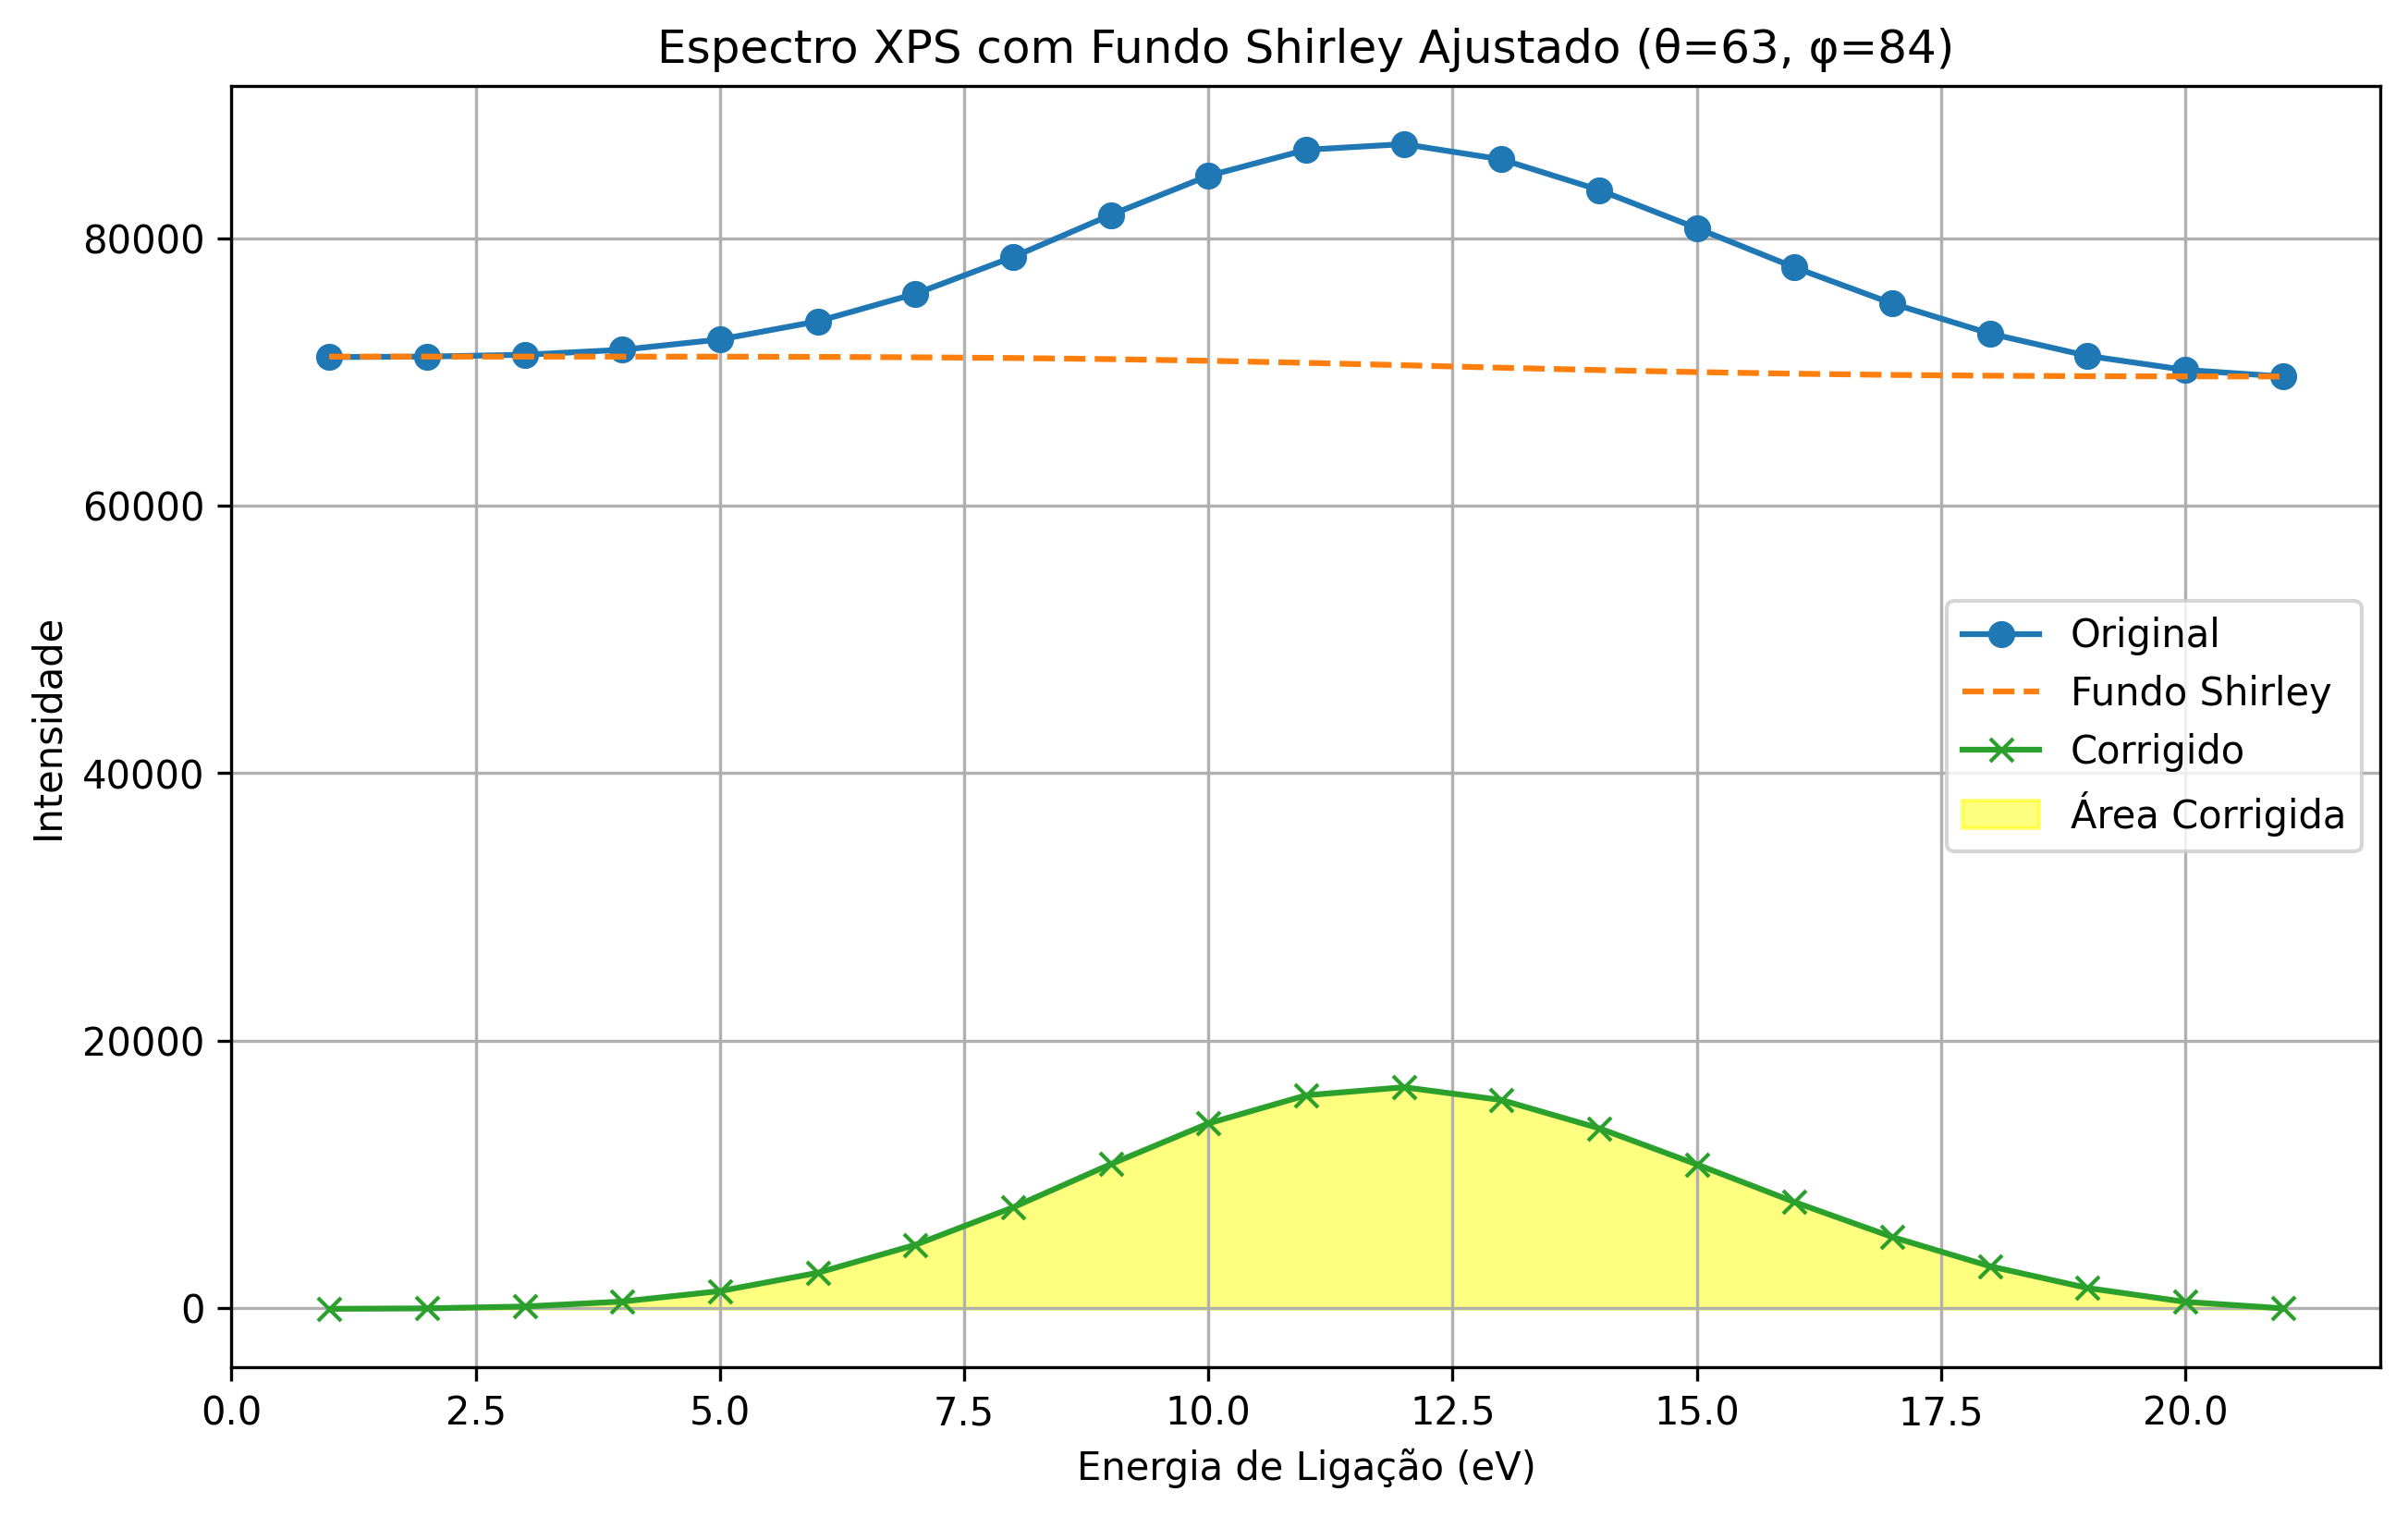 Espectro XPS com Fundo Shirley Ajustado (θ=63, φ=84)
Intensidade
80000
60000
40000
20000
0
Original
Fundo Shirley
Corrigido
Área Corrigida
0.0 2.5 5.0 7.5 10.0 12.5 15.0 17.5 20.0
Energia de Ligação (eV)